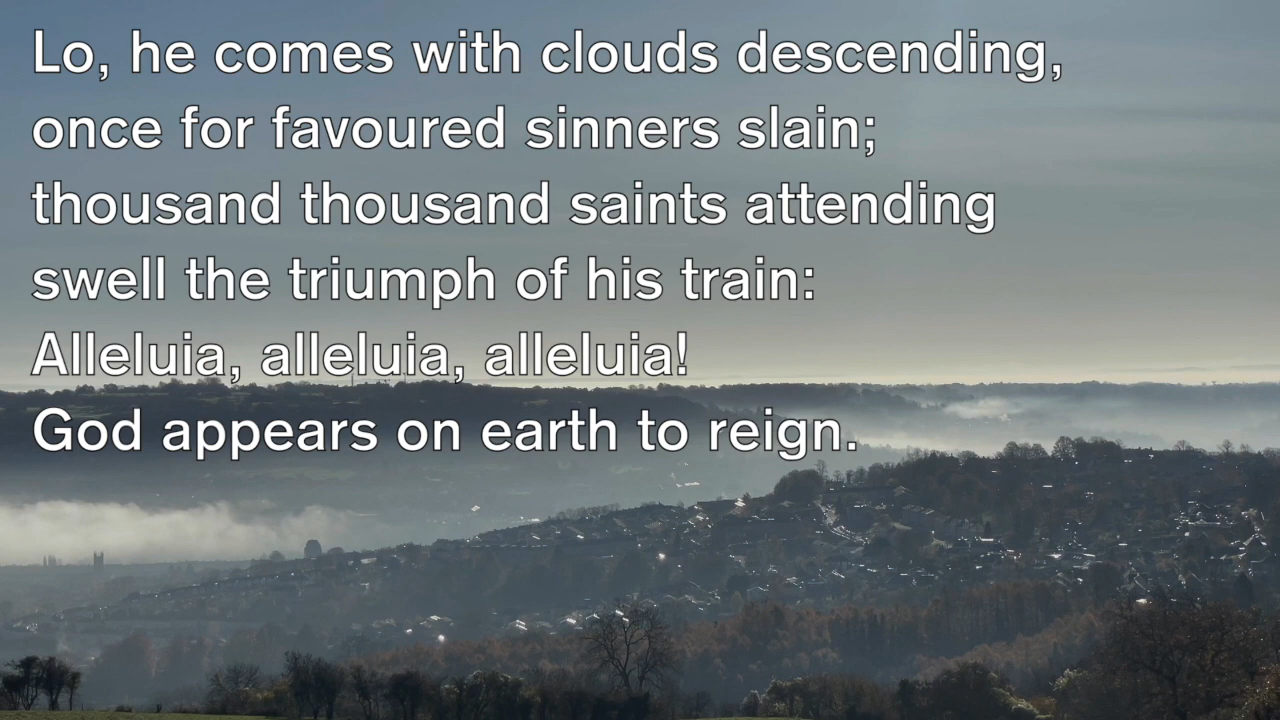 Lo, he comes with clouds descending,
once for favoured sinners slain;
thousand thousand saints attending
swell the triumph of his train:
Alleluia, alleluia, alleluia!
God appears on earth to reign.